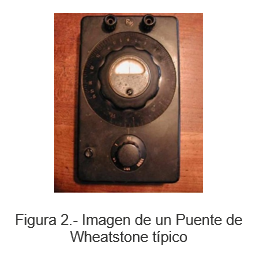 Figura 2.- Imagen de un Puente de
Wheatstone típico